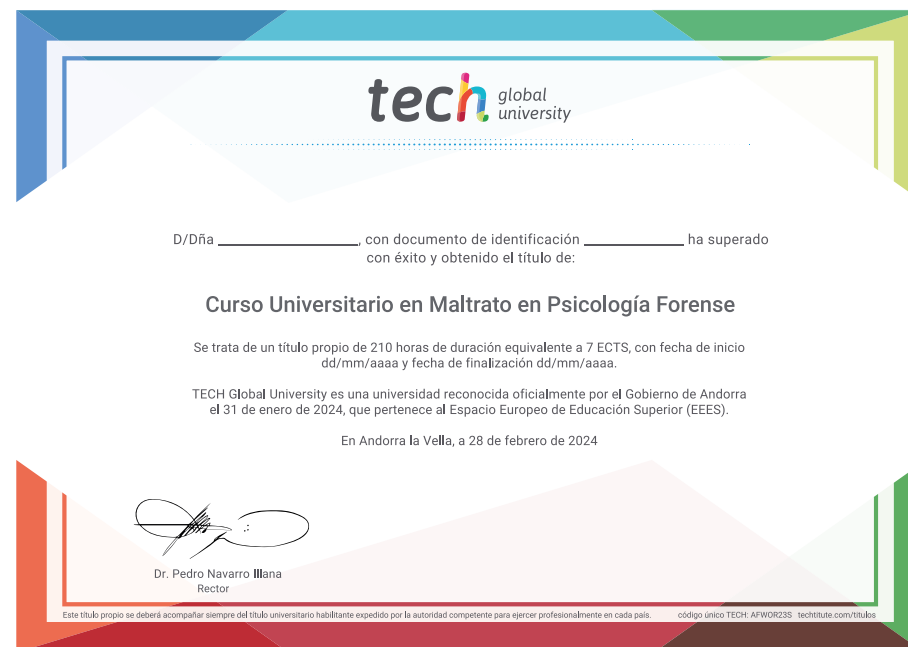 tech global university
D/Dña ______________, con documento de identificación __________ ha superado
con éxito y obtenido el título de:
Curso Universitario en Maltrato en Psicología Forense
Se trata de un título propio de 210 horas de duración equivalente a 7 ECTS, con fecha de inicio
dd/mm/aaaa y fecha de finalización dd/mm/aaaa.
TECH Global University es una universidad reconocida oficialmente por el Gobierno de Andorra
el 31 de enero de 2024, que pertenece al Espacio Europeo de Educación Superior (EEES).
En Andorra la Vella, a 28 de febrero de 2024
Dr. Pedro Navarro Illana
Rector
Este título propio se deberá acompañar siempre del título universitario habilitante expedido por la autoridad competente para ejercer profesionalmente en cada país. código único TECH: AFWOR23S techtitute.com/titulos